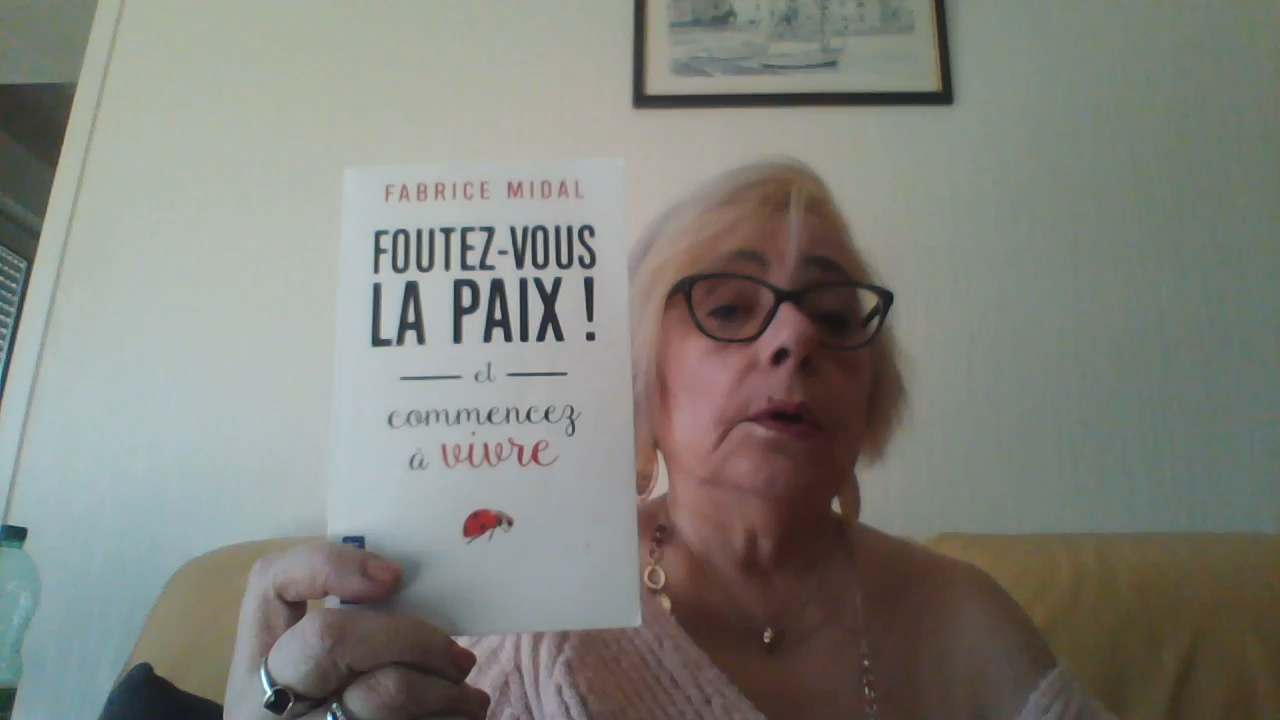 FABRICE MIDAL
FOUTEZ-VOUS
LA PAIX !
et
commencez
à vivre